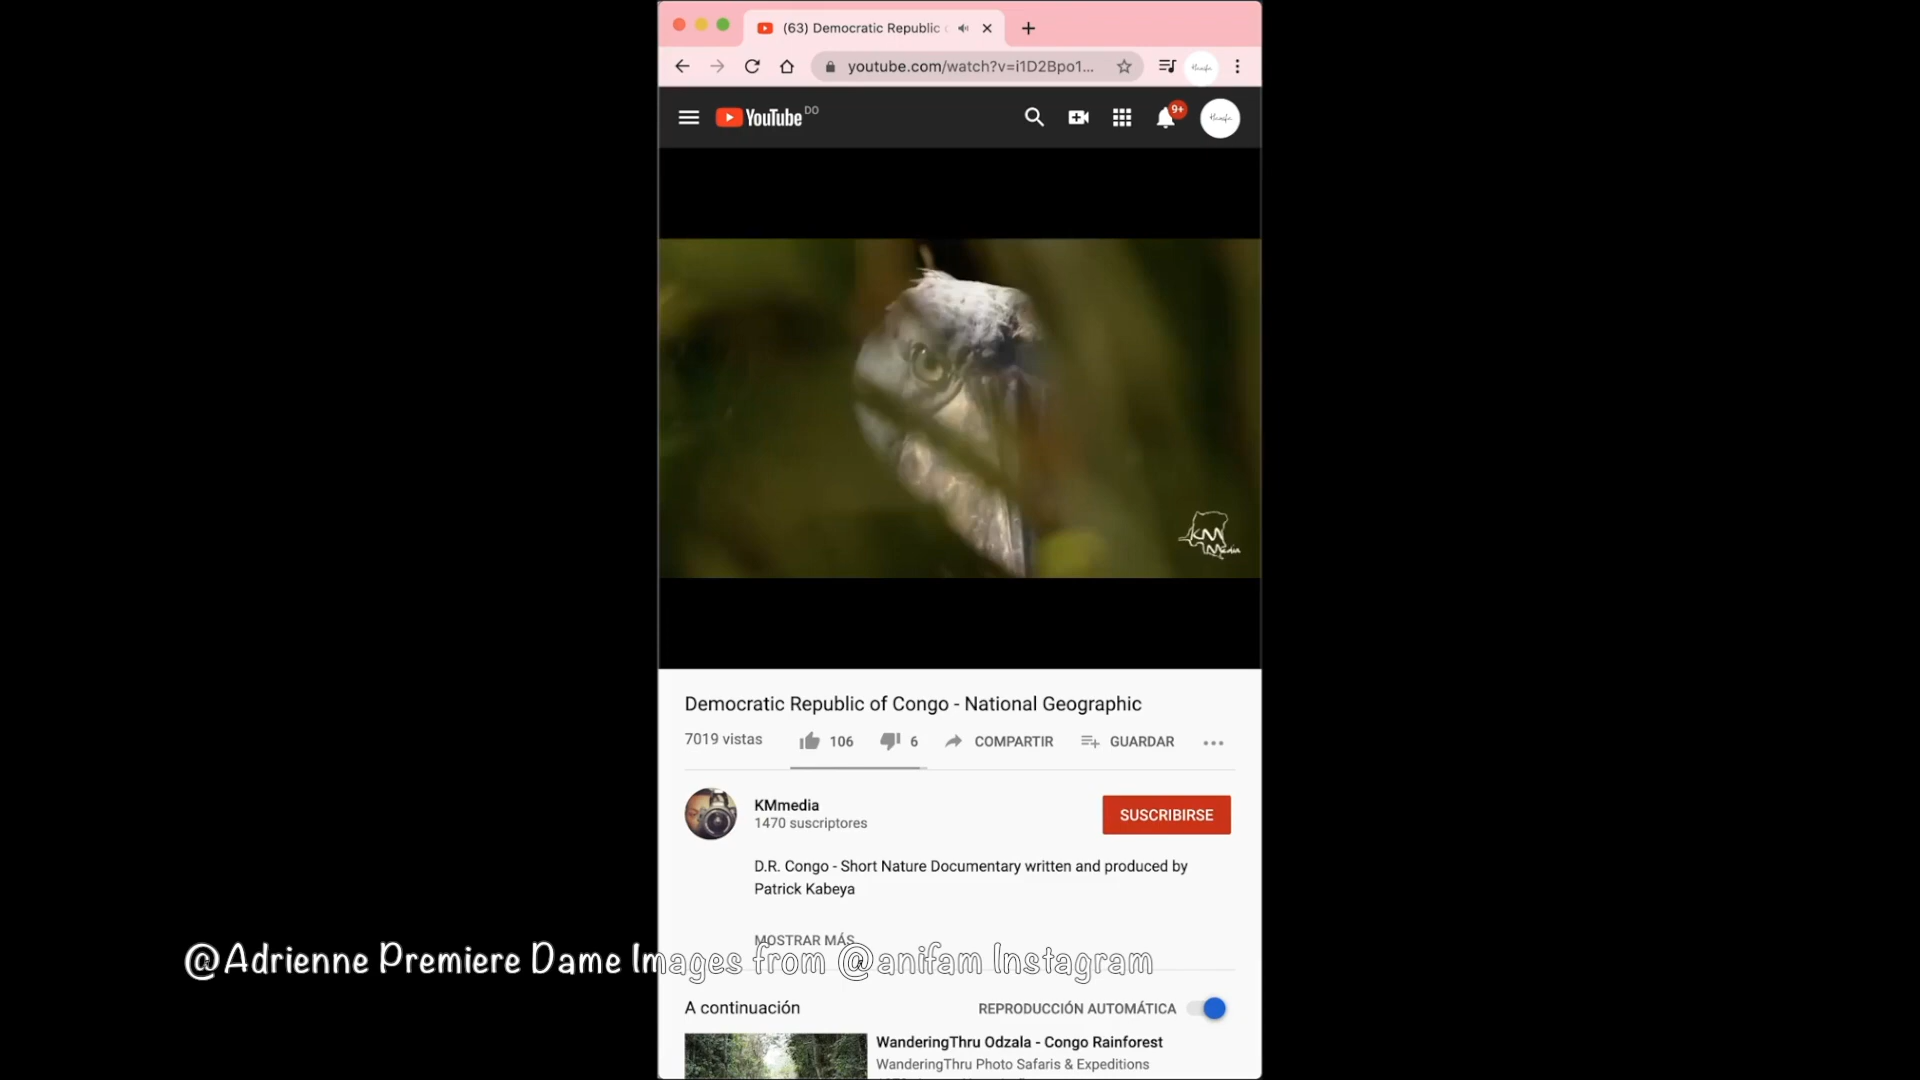 (63) Democratic Republic
youtube.com/watch?v=i1D2Bpo1...
YouTube DO
9+
KM
Media
Democratic Republic of Congo - National Geographic
7019 vistas 106 6 COMPARTIR GUARDAR
KMmedia
1470 suscriptores
SUSCRIBIRSE
D.R. Congo - Short Nature Documentary written and produced by
Patrick Kabeya
MOSTRAR MÁS
@Adrienne Premiere Dame Images from @anifam Instagram
A continuación REPRODUCCIÓN AUTOMÁTICA
WanderingThru Odzala - Congo Rainforest
WanderingThru Photo Safaris & Expeditions